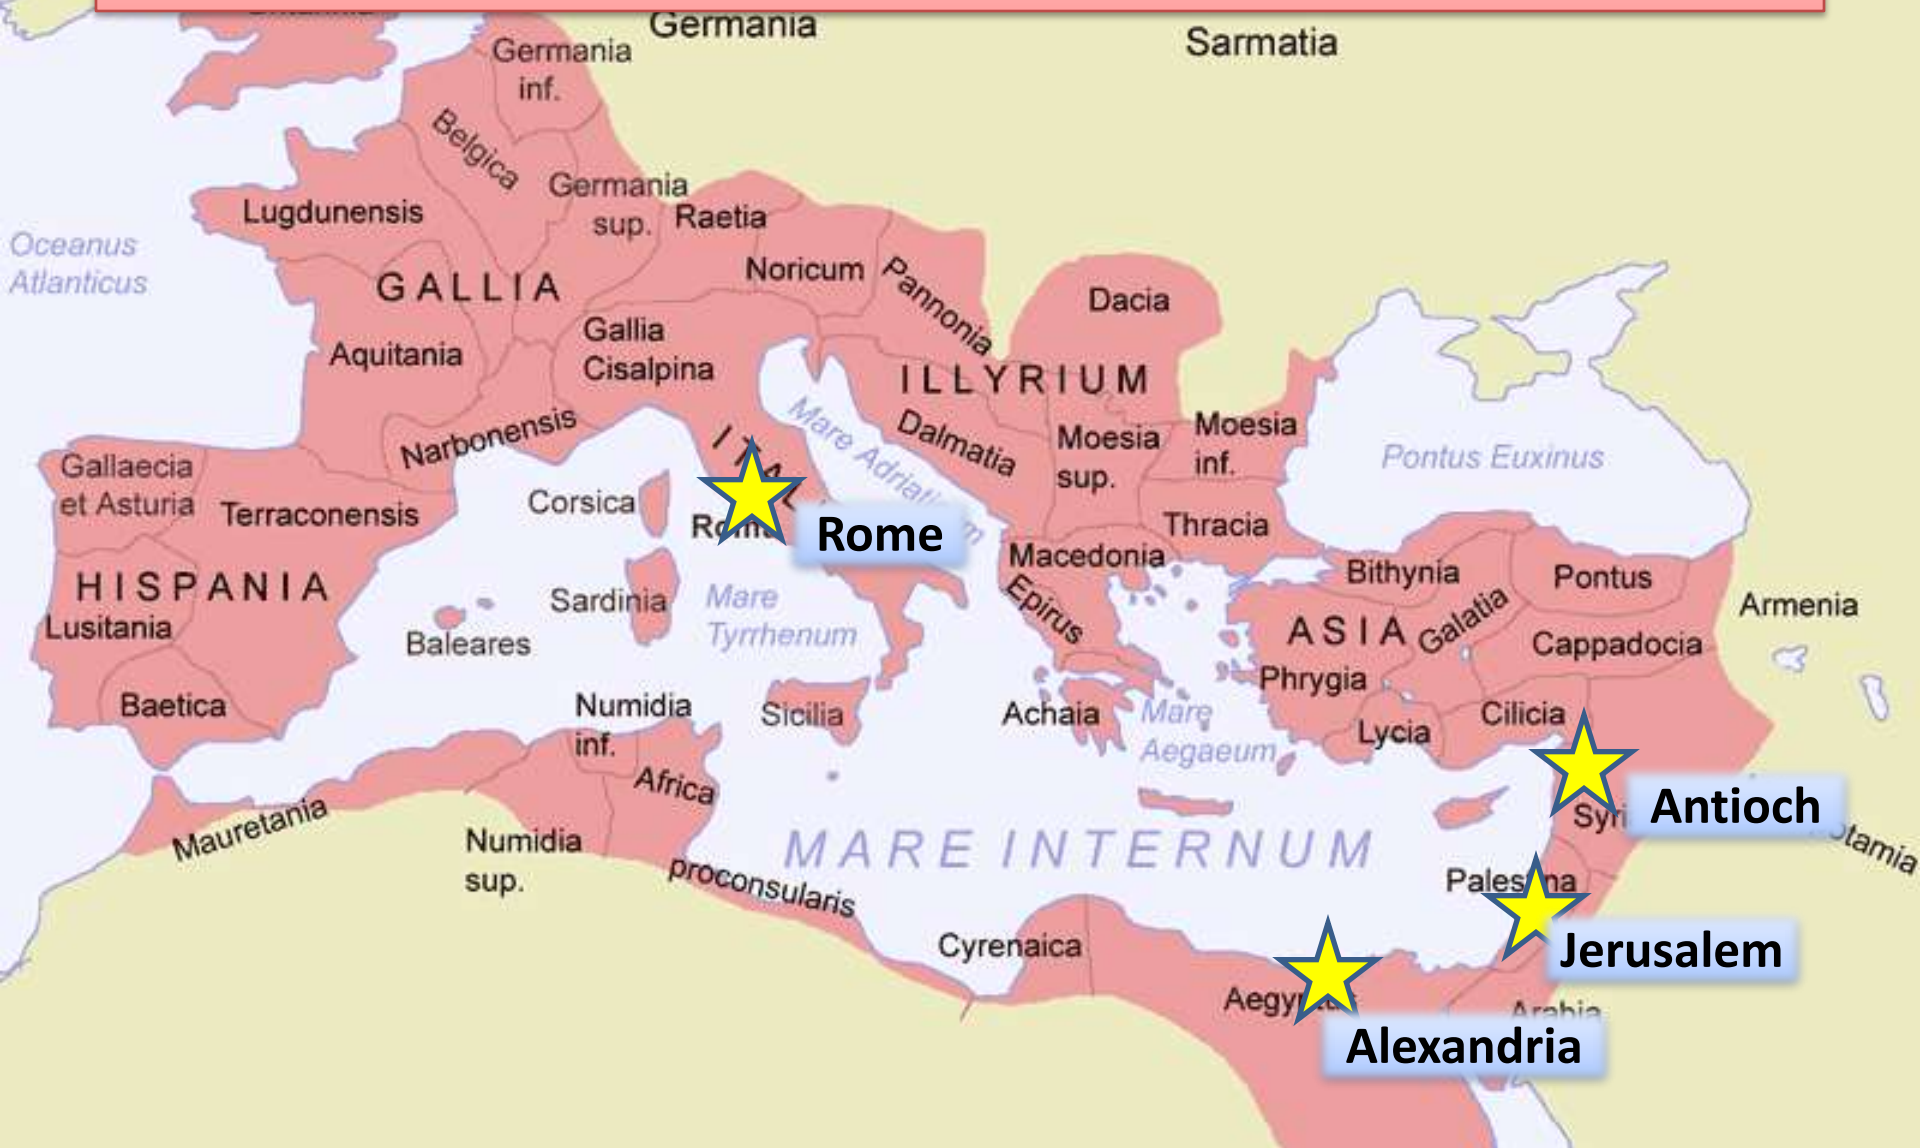 Germania
Sarmatia
Germania
inf.
Belgica
Germania
sup.
Lugdunensis
Raetia
Oceanus
Atlanticus
GALLIA
Noricum
Pannonia
Dacia
Gallia
Cisalpina
Aquitania
ILLYRIUM
Narbonensis
Mare
Dalmatia
Moesia
sup.
Moesia
inf.
Pontus Euxinus
Gallaecia
et Asturia
Terraconensis
Corsica
Rome
Thracia
Macedonia
Epirus
Bithynia
Pontus
Galatia
Armenia
HISPANIA
Lusitania
Sardinia
Mare
Tyrrhenum
Baleares
ASIA
Cappadocia
Phrygia
Baetica
Numidia
inf.
Sicilia
Achaia
Mare
Aegaeum
Lycia
Cilicia
Africa
Antioch
Mauretania
Numidia
sup.
proconsularis
MARE INTERNUM
Cyrenaica
Jerusalem
Arabia
Alexandria